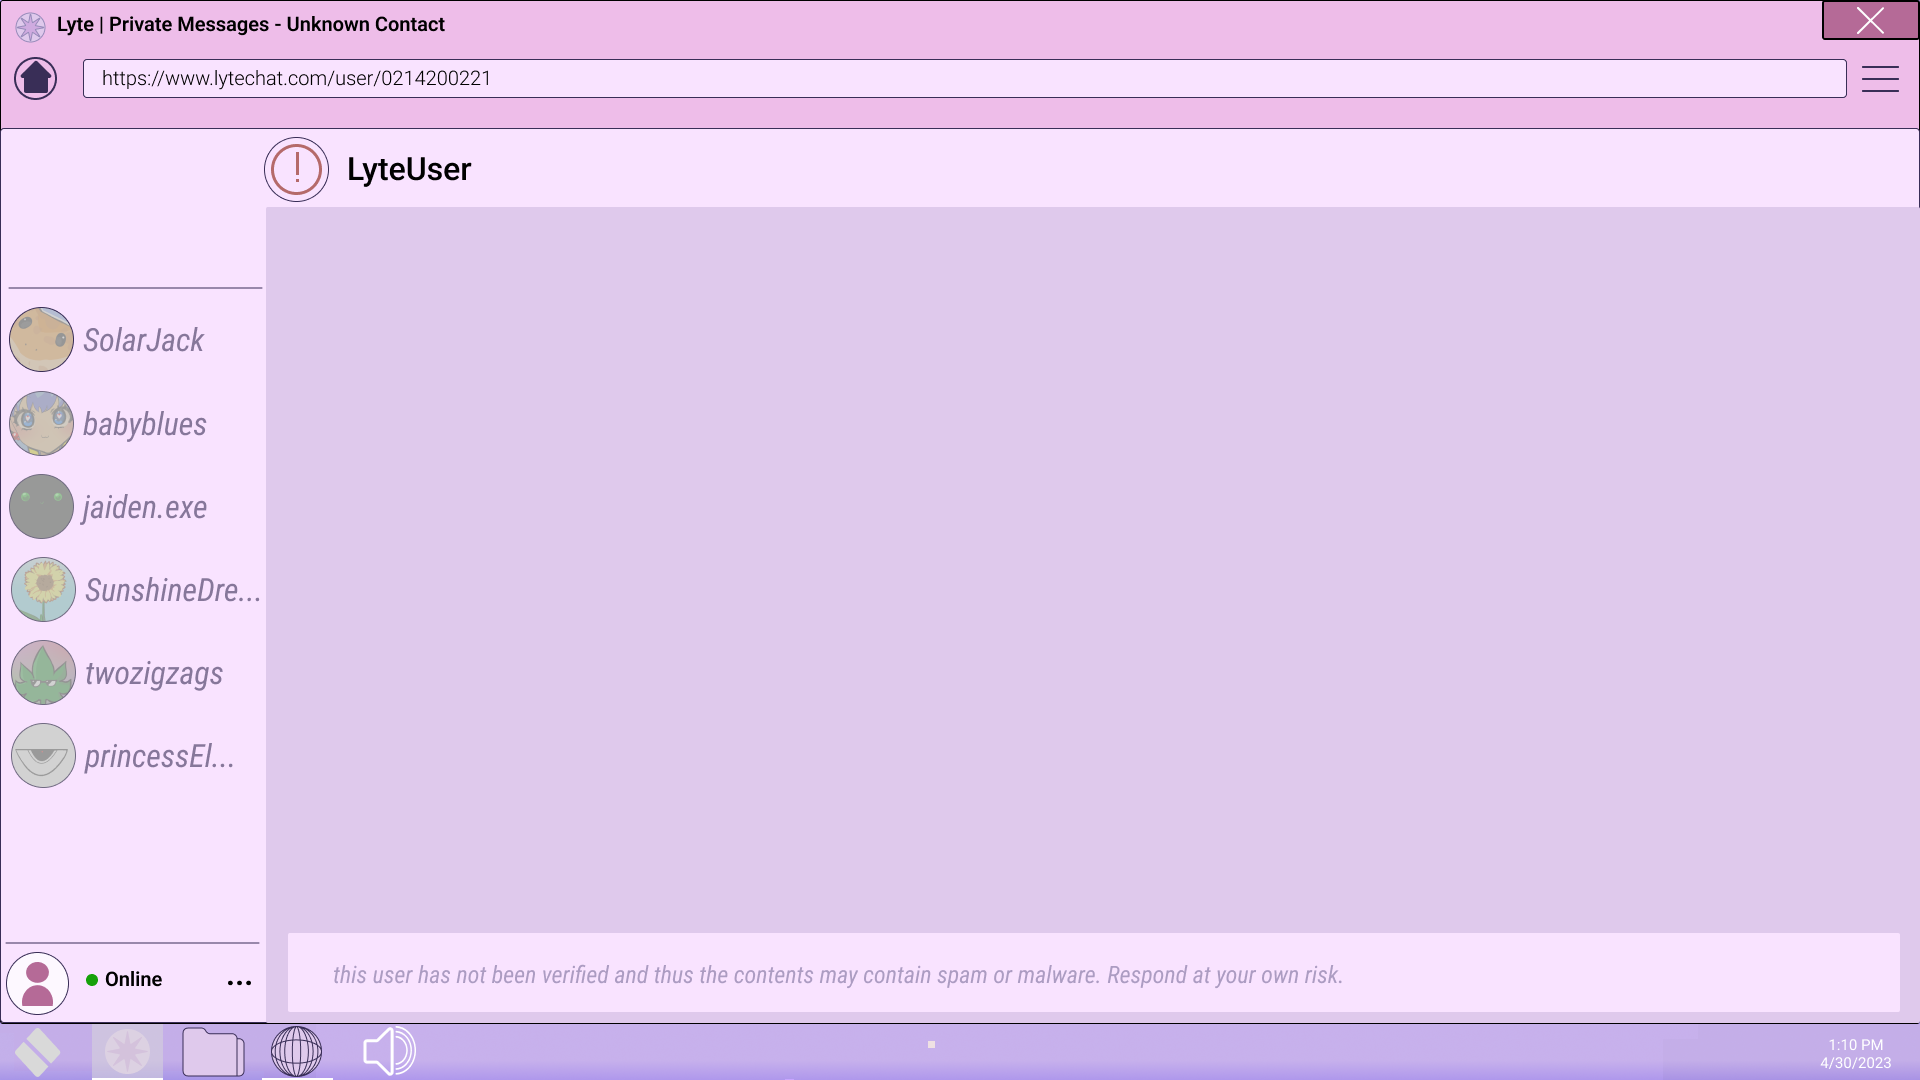 Lyte | Private Messages - Unknown Contact
https://www.lytechat.com/user/0214200221
LyteUser
SolarJack
babyblues
jaiden.exe
SunshineDre...
twozigzags
princessEl...
Online
...
this user has not been verified and thus the contents may contain spam or malware. Respond at your own risk.
1:10 PM
4/30/2023